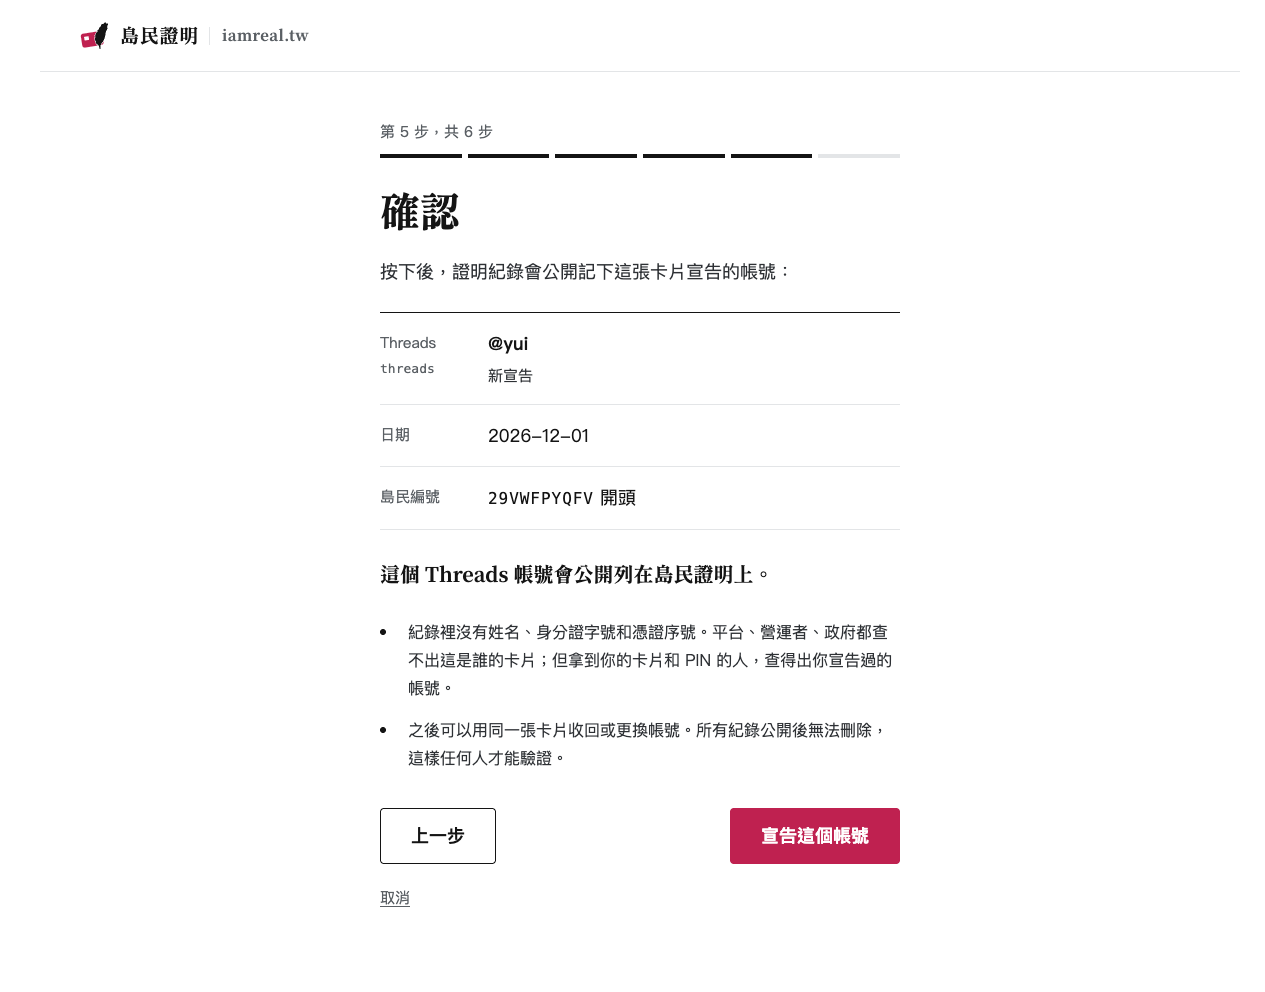 島民證明 iamreal.tw
第 5 步，共 6 步
確認
按下後，證明紀錄會公開記下這張卡片宣告的帳號：
Threads @yui
threads 新宣告
日期 2026–12–01
島民編號 29VWFPYQFV 開頭
這個 Threads 帳號會公開列在島民證明上。
• 紀錄裡沒有姓名、身分證字號和憑證序號。平台、營運者、政府都查
不出這是誰的卡片；但拿到你的卡片和 PIN 的人，查得出你宣告過的
帳號。
• 之後可以用同一張卡片收回或更換帳號。所有紀錄公開後無法刪除，
這樣任何人才能驗證。
上一步 宣告這個帳號
取消